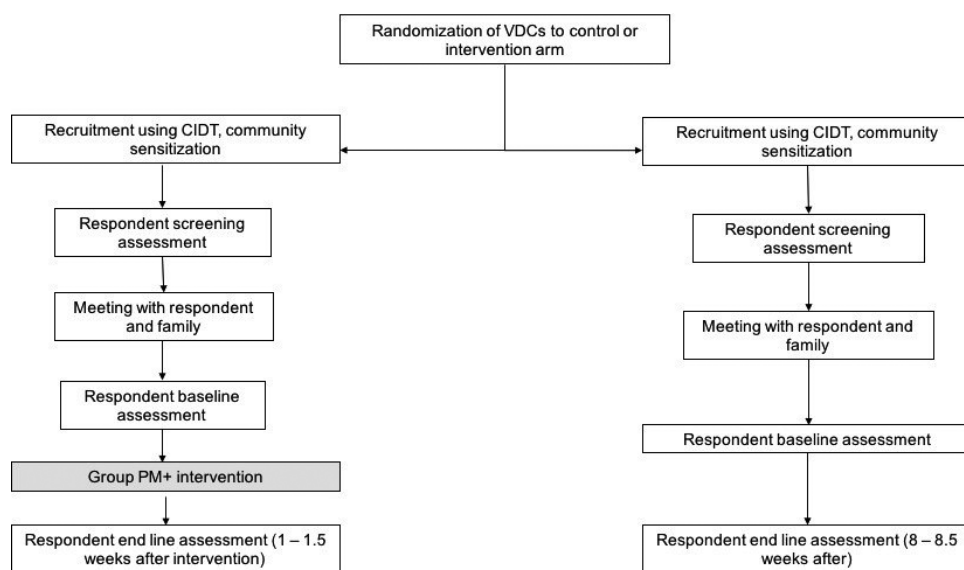 Randomization of VDCs to control or
intervention arm
Recruitment using CIDT, community
sensitization
Respondent screening
assessment
Meeting with respondent
and family
Respondent baseline
assessment
Group PM+ intervention
Respondent end line assessment (1 – 1.5
weeks after intervention)
Recruitment using CIDT, community
sensitization
Respondent screening
assessment
Meeting with respondent and
family
Respondent baseline assessment
Respondent end line assessment (8 – 8.5
weeks after)